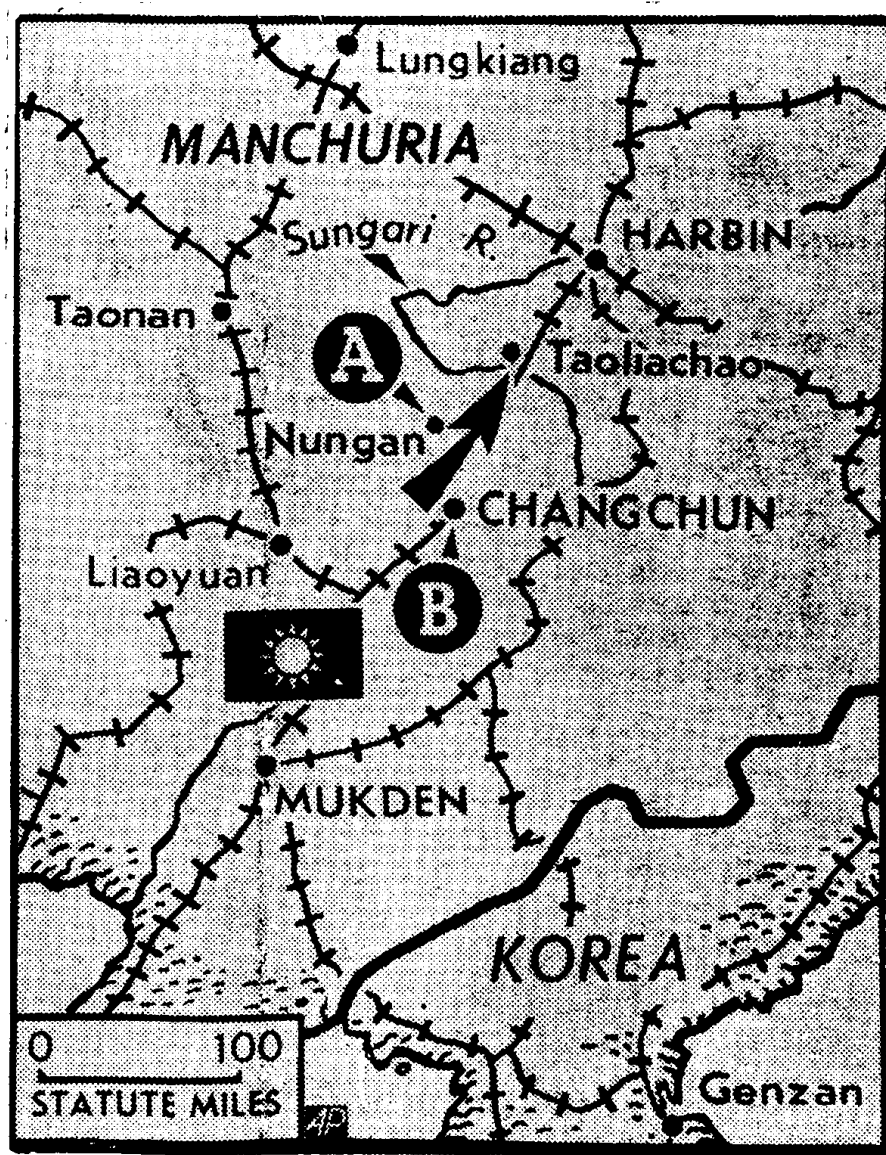 Lungkiang
MANCHURIA
Sungari R.
HARBIN
Taonan
A
Taoliachao
Nungan
CHANGCHUN
Liaoyuan
B
MUKDEN
KOREA
0 100
STATUTE MILES
AP
Genzan